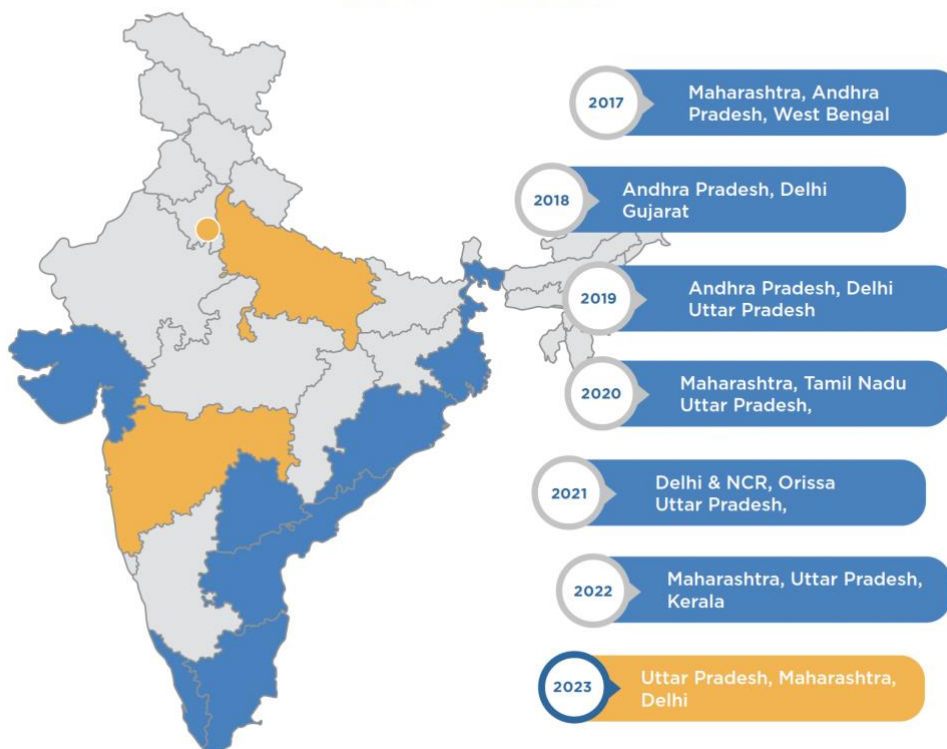 2017
Maharashtra, Andhra
Pradesh, West Bengal
2018
Andhra Pradesh, Delhi
Gujarat
2019
Andhra Pradesh, Delhi
Uttar Pradesh
2020
Maharashtra, Tamil Nadu
Uttar Pradesh,
2021
Delhi & NCR, Orissa
Uttar Pradesh,
2022
Maharashtra, Uttar Pradesh,
Kerala
2023
Uttar Pradesh, Maharashtra,
Delhi